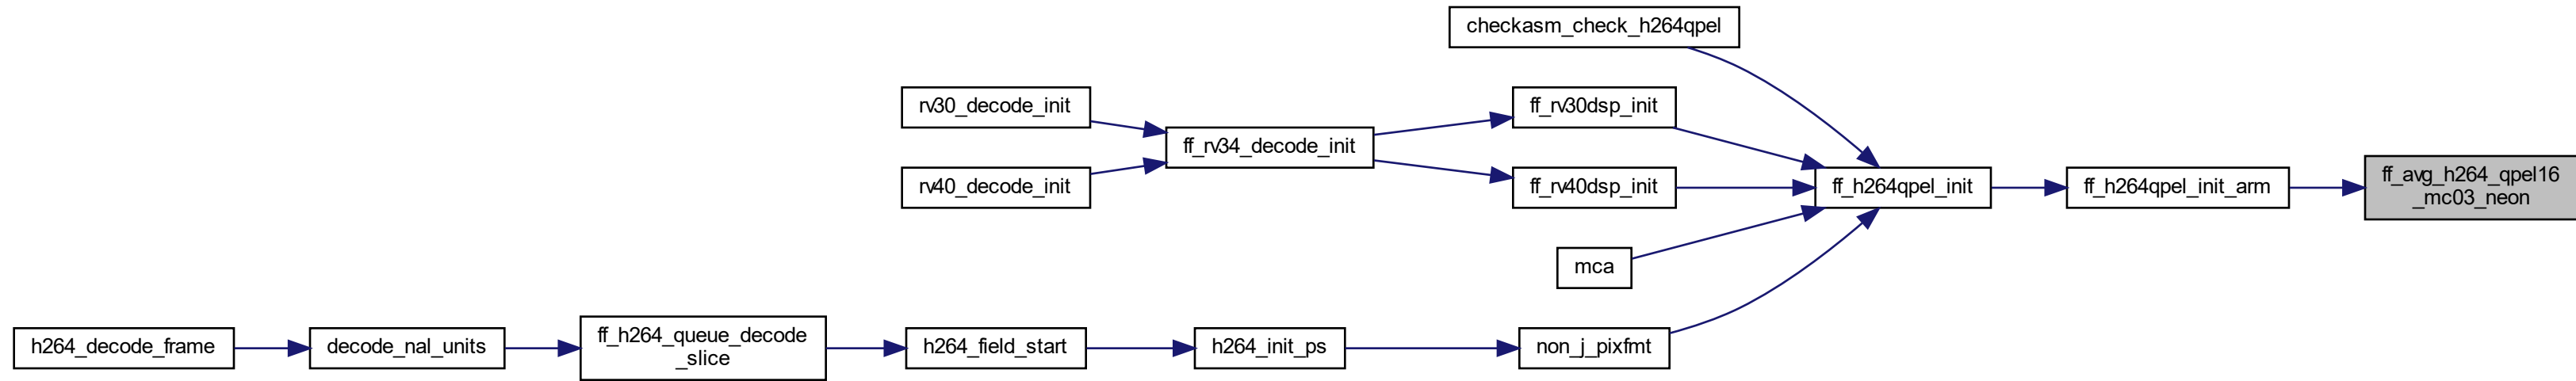 checkasm_check_h264qpel
rv30_decode_init
ff_rv30dsp_init
ff_rv34_decode_init
rv40_decode_init
ff_rv40dsp_init
ff_h264qpel_init
ff_h264qpel_init_arm
ff_avg_h264_qpel16
_mc03_neon
mca
h264_decode_frame
decode_nal_units
ff_h264_queue_decode
_slice
h264_field_start
h264_init_ps
non_j_pixfmt